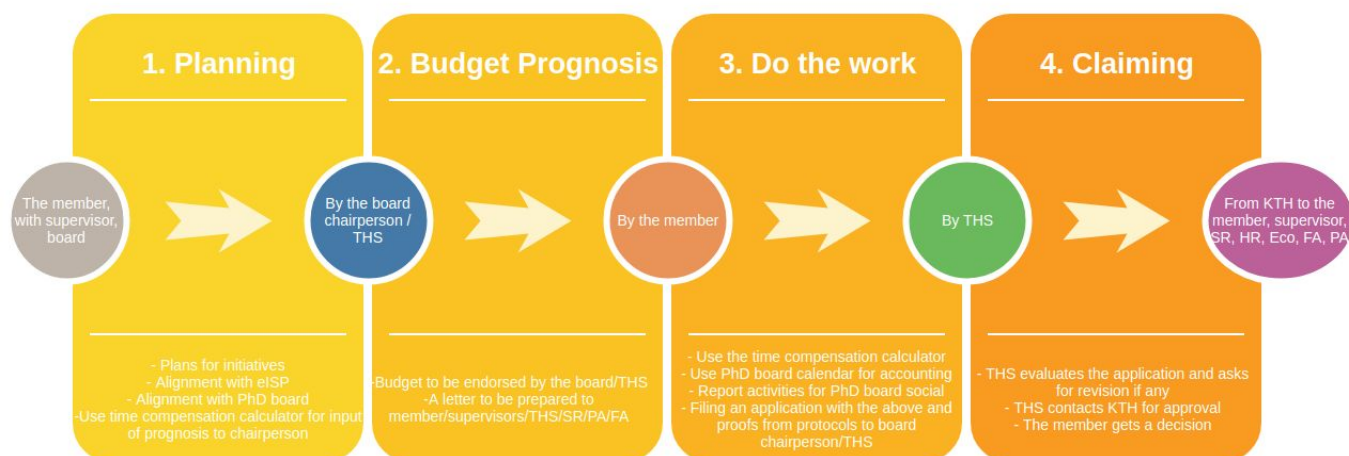 1. Planning
2. Budget Prognosis
3. Do the work
4. Claiming
The member,
with supervisor,
board
By the board
chairperson /
THS
By the member
By THS
From KTH to the
member, supervisor,
SR, HR, Eco, FA, PA
- Plans for initiatives
- Alignment with eISP
- Alignment with PhD board
-Use time compensation calculator for input
of prognosis to chairperson
-Budget to be endorsed by the board/THS
-A letter to be prepared to
member/supervisors/THS/SR/PA/FA
- Use the time compensation calculator
- Use PhD board calendar for accounting
- Report activities for PhD board social
- Filing an application with the above and
proofs from protocols to board
chairperson/THS
- THS evaluates the application and asks
for revision if any
- THS contacts KTH for approval
- The member gets a decision